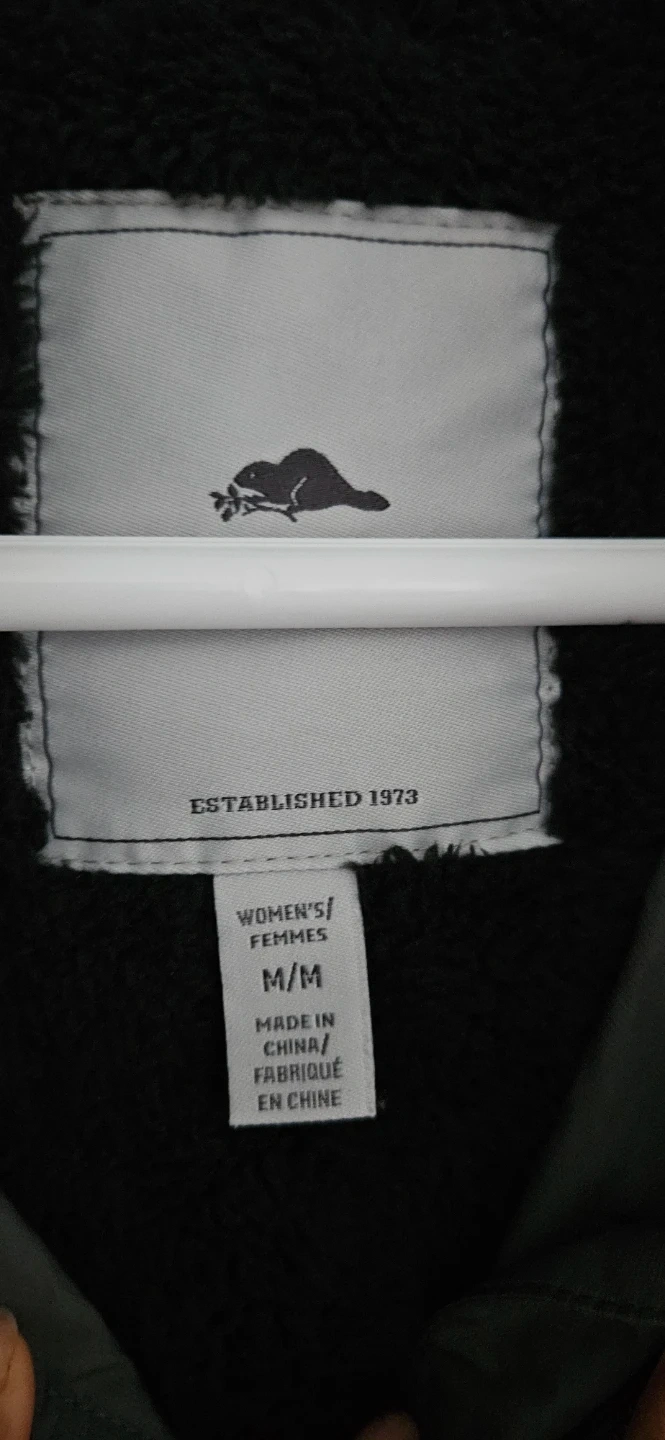 ESTABLISHED 1973
WOMEN'S/
FEMMES
M/M
MADE IN
CHINA/
FABRIQUÉ
EN CHINE